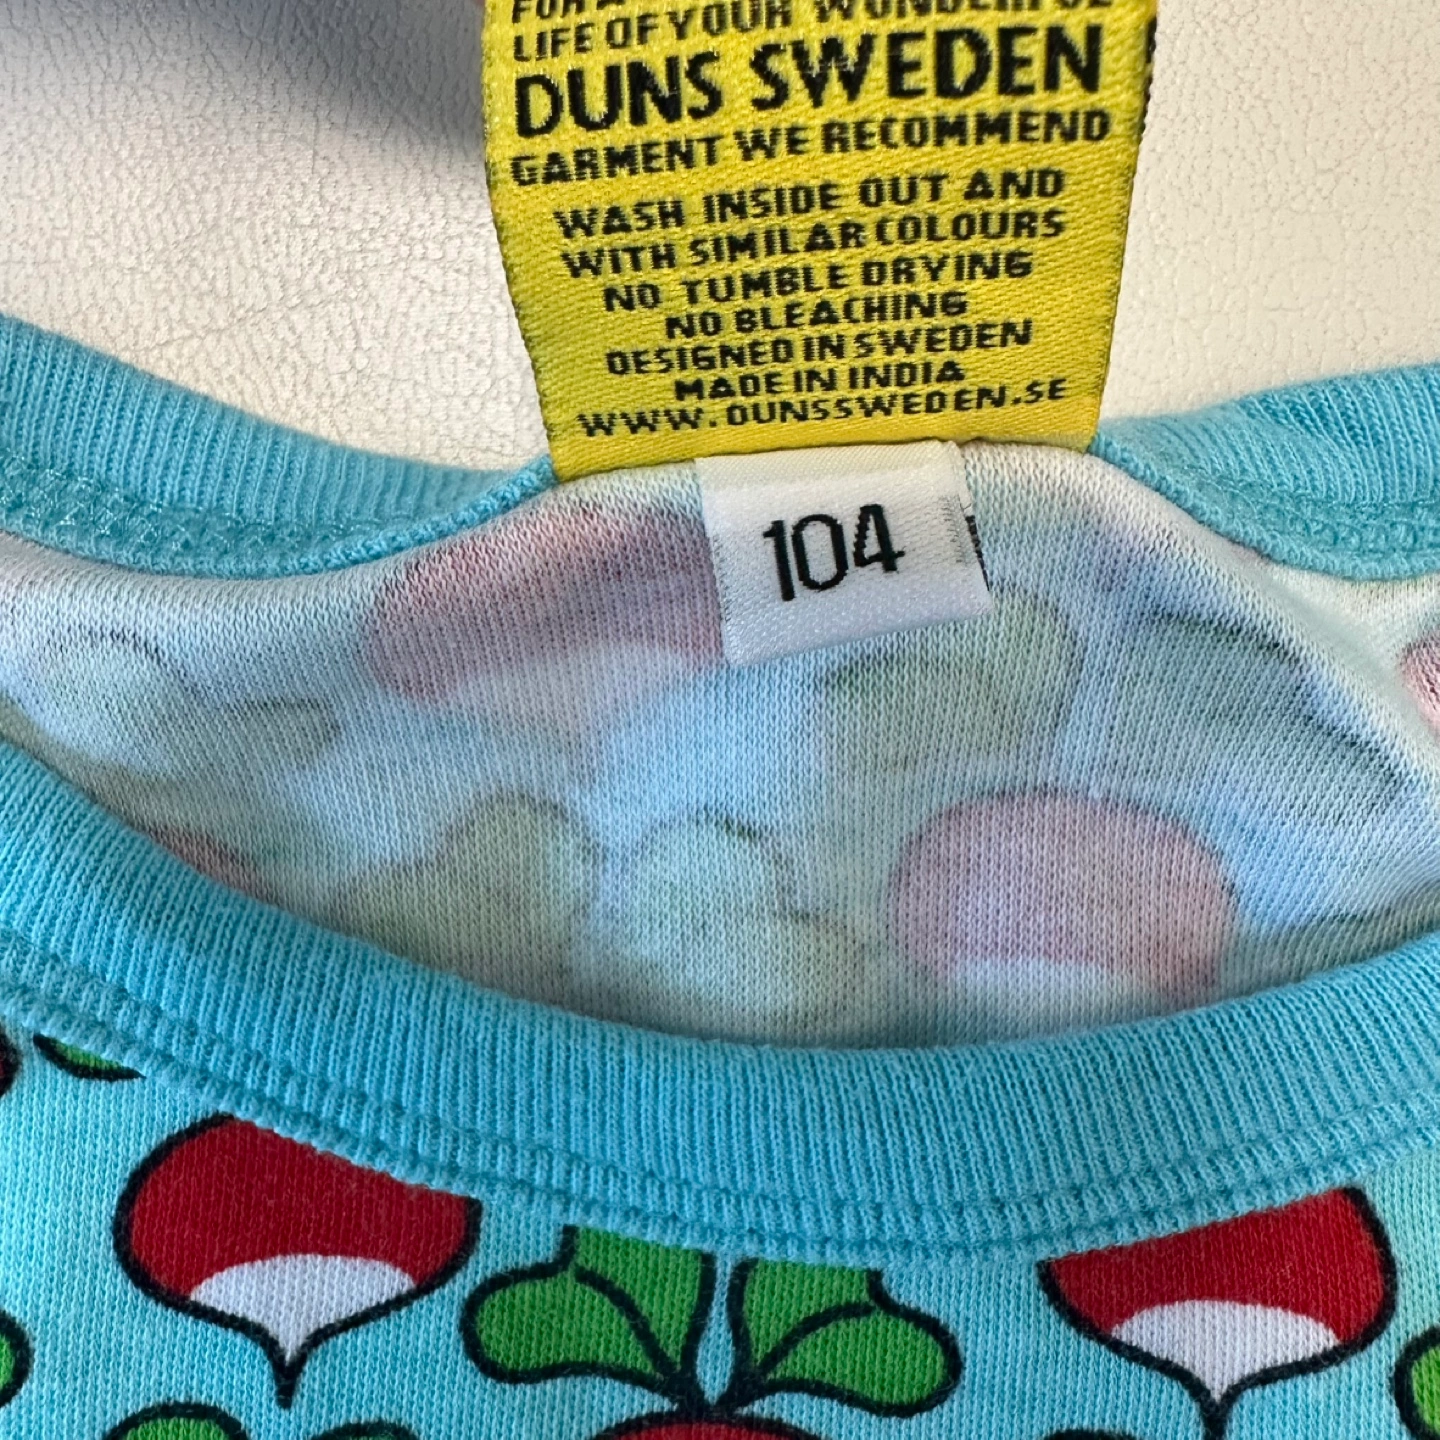 LIFE OF YOUR WONDERFUL
DUNS SWEDEN
GARMENT WE RECOMMEND
WASH INSIDE OUT AND
WITH SIMILAR COLOURS
NO TUMBLE DRYING
NO BLEACHING
DESIGNED IN SWEDEN
MADE IN INDIA
WWW.DUNSSWEDEN.SE
104